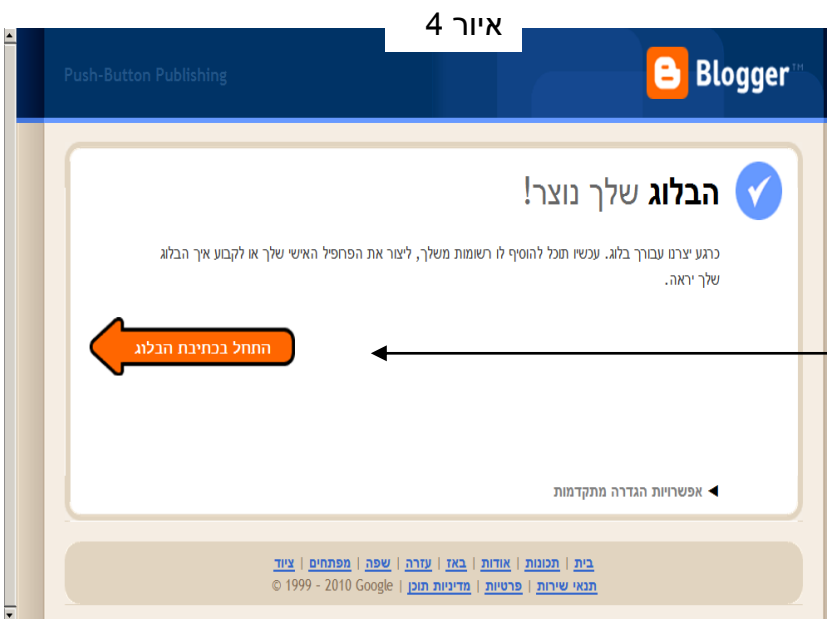 איור 4
Push-Button Publishing
Blogger™
הבלוג שלך נוצר!
כרגע יצרנו עבורך בלוג. עכשיו תוכל להוסיף לו רשומות משלך, ליצור את הפרופיל האישי שלך או לקבוע איך הבלוג
שלך יראה.
התחל בכתיבת הבלוג
אפשרויות הגדרה מתקדמות
בית | תכונות | אודות | באז | עזרה | שפה | מפתחים | ציוד
תנאי שירות | פרטיות | מדיניות תוכן | Google 2010 - 1999 ©